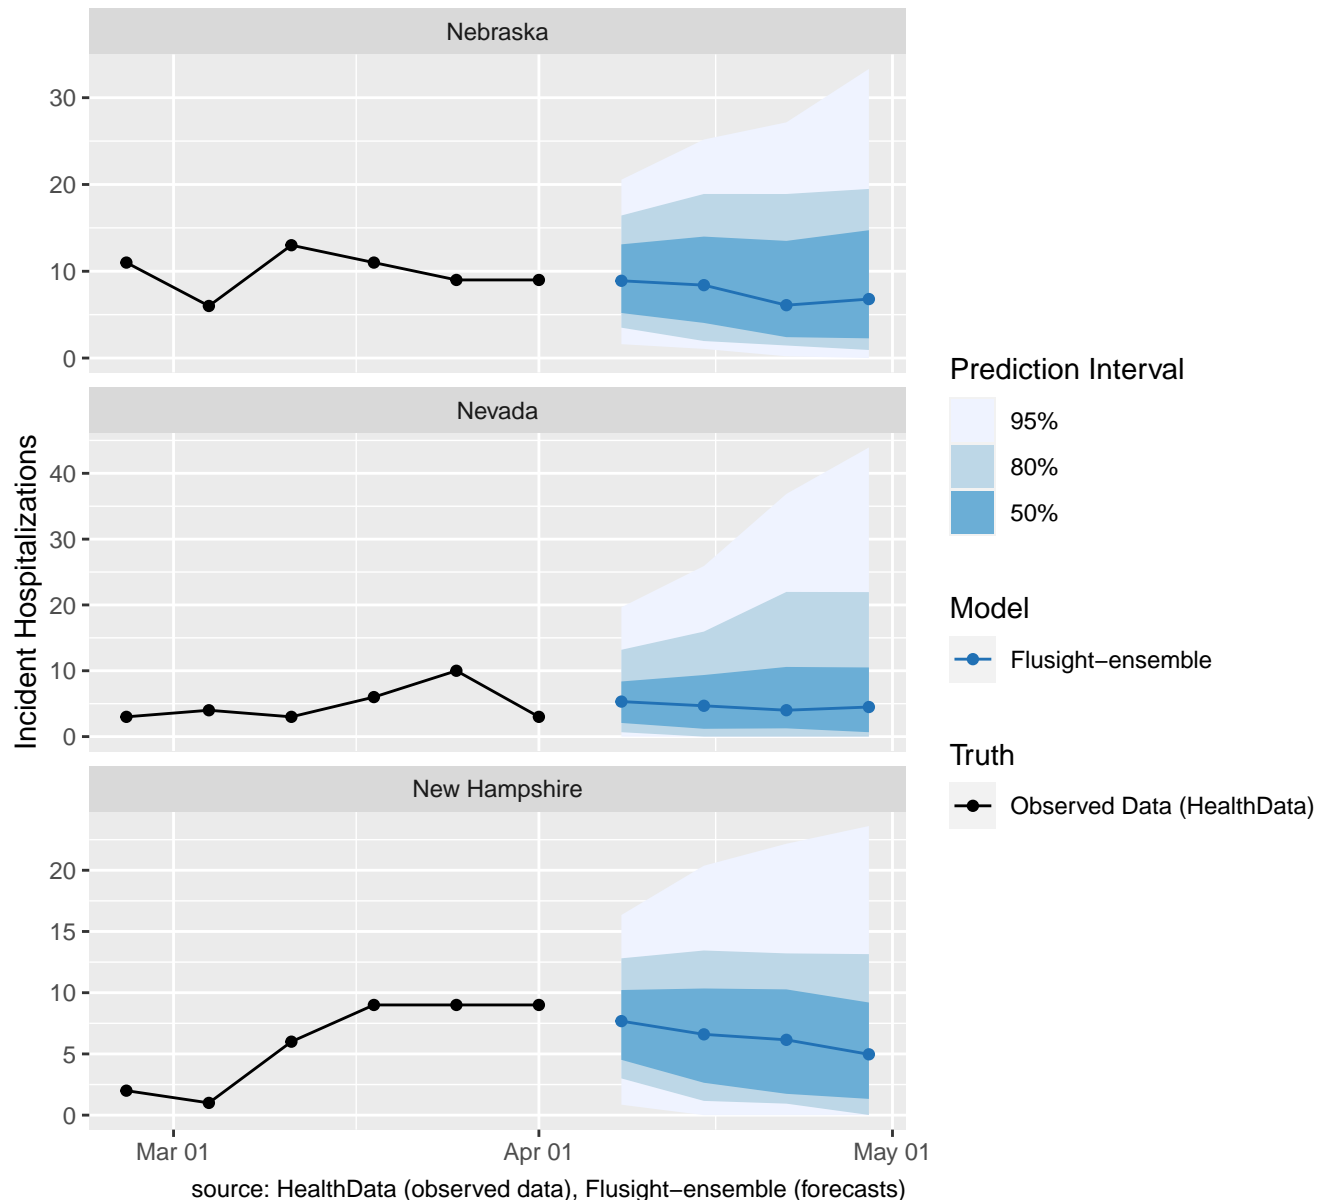 Nebraska
30
20
10
0
Nevada
40
30
20
10
0
New Hampshire
20
15
10
5
0
Mar 01
Apr 01
May 01
Incident Hospitalizations
source: HealthData (observed data), Flusight−ensemble (forecasts)
Prediction Interval
95%
80%
50%
Model
Flusight−ensemble
Truth
Observed Data (HealthData)